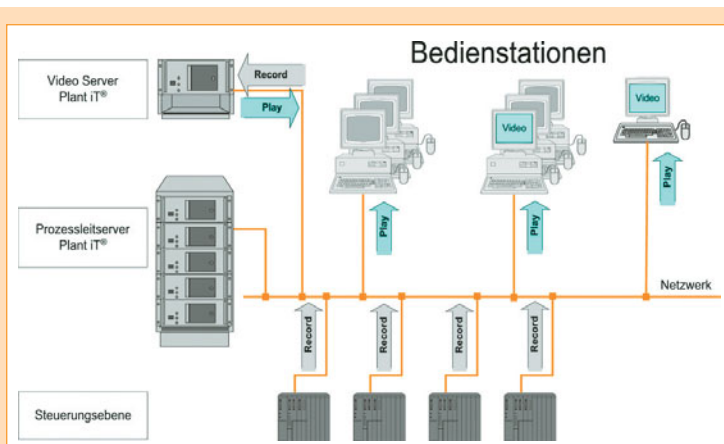 Bedienstationen
Video Server
Plant iT®
Record
Play
Video
Video
Play
Play
Play
Prozessleitserver
Plant iT®
Netzwerk
Record
Record
Record
Record
Steuerungsebene